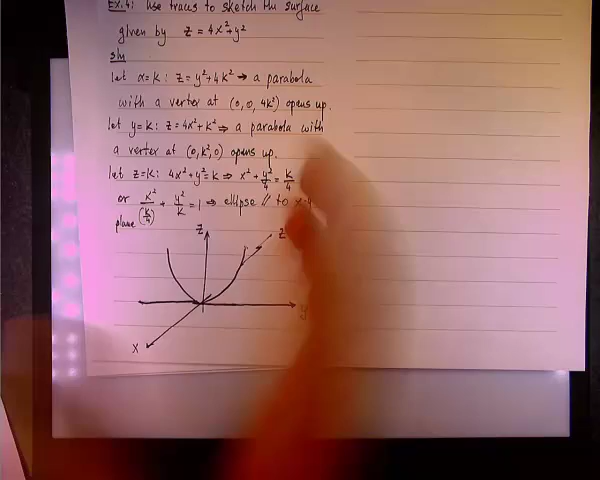 Ex.4: Use traces to sketch the surface
given by z = 4x²+y²
sln
let x=k: z=y²+4k² → a parabola
with a vertex at (0, 0, 4k²) opens up.
let y=k: z=4x²+k² ⇒ a parabola with
a vertex at (0, k², 0) opens up.
let z=k: 4x²+y²=k ⇒ x²+y²/4=k/4
or x²/(k/4) + y²/k = 1 ⇒ ellipse // to x-y
plane
z
z
y
x